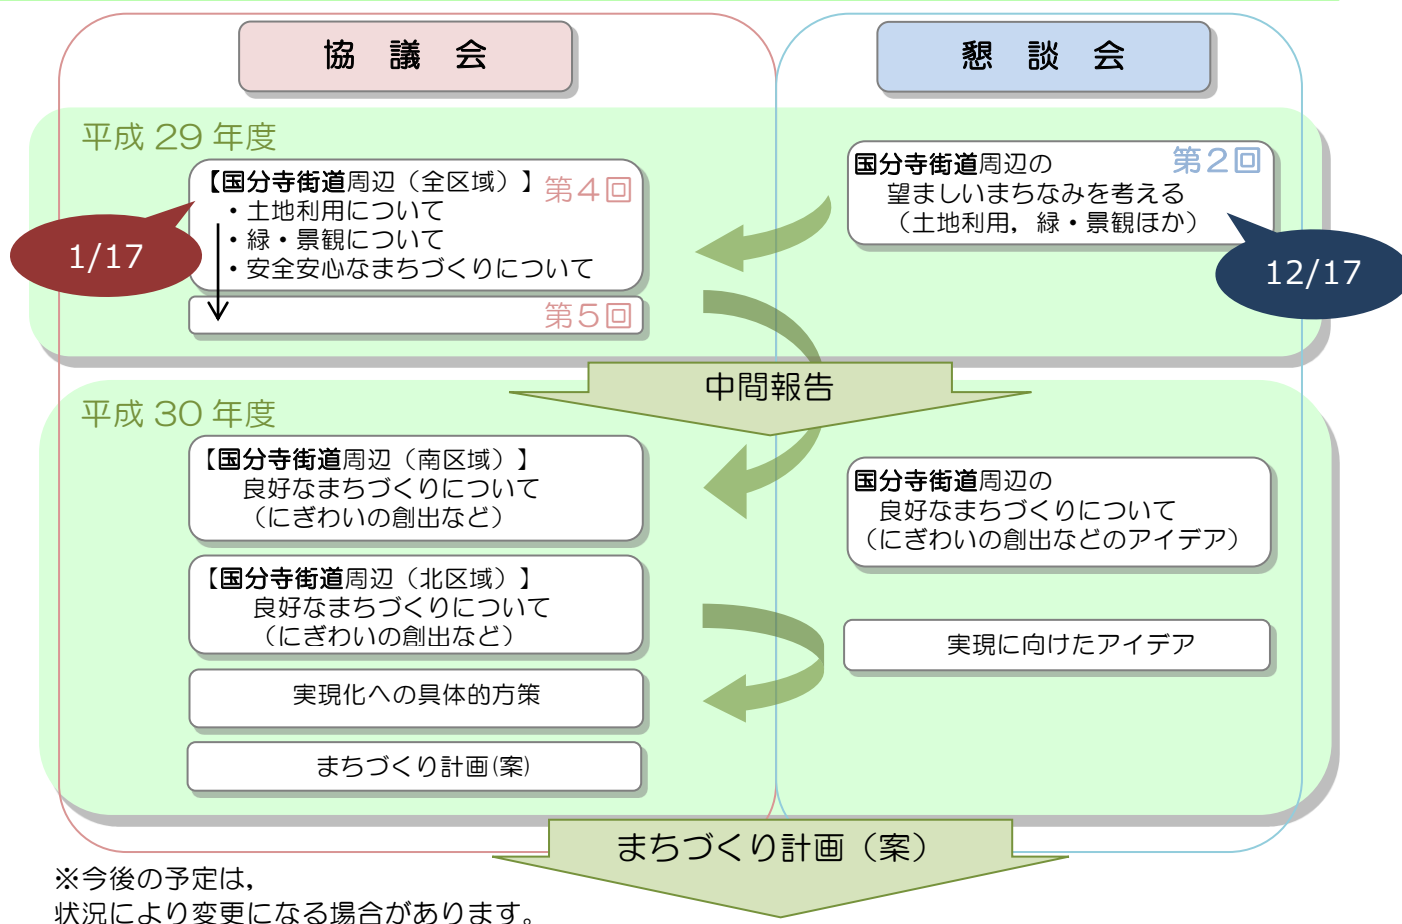 協 議 会
懇 談 会
平成 29 年度
【国分寺街道周辺（全区域）】 第４回
・土地利用について
・緑・景観について
・安全安心なまちづくりについて
第５回
1/17
国分寺街道周辺の 第２回
望ましいまちなみを考える
（土地利用，緑・景観ほか）
12/17
中間報告
平成 30 年度
【国分寺街道周辺（南区域）】
良好なまちづくりについて
（にぎわいの創出など）
【国分寺街道周辺（北区域）】
良好なまちづくりについて
（にぎわいの創出など）
実現化への具体的方策
まちづくり計画(案)
国分寺街道周辺の
良好なまちづくりについて
（にぎわいの創出などのアイデア）
実現に向けたアイデア
まちづくり計画（案）
※今後の予定は，
状況により変更になる場合があります。